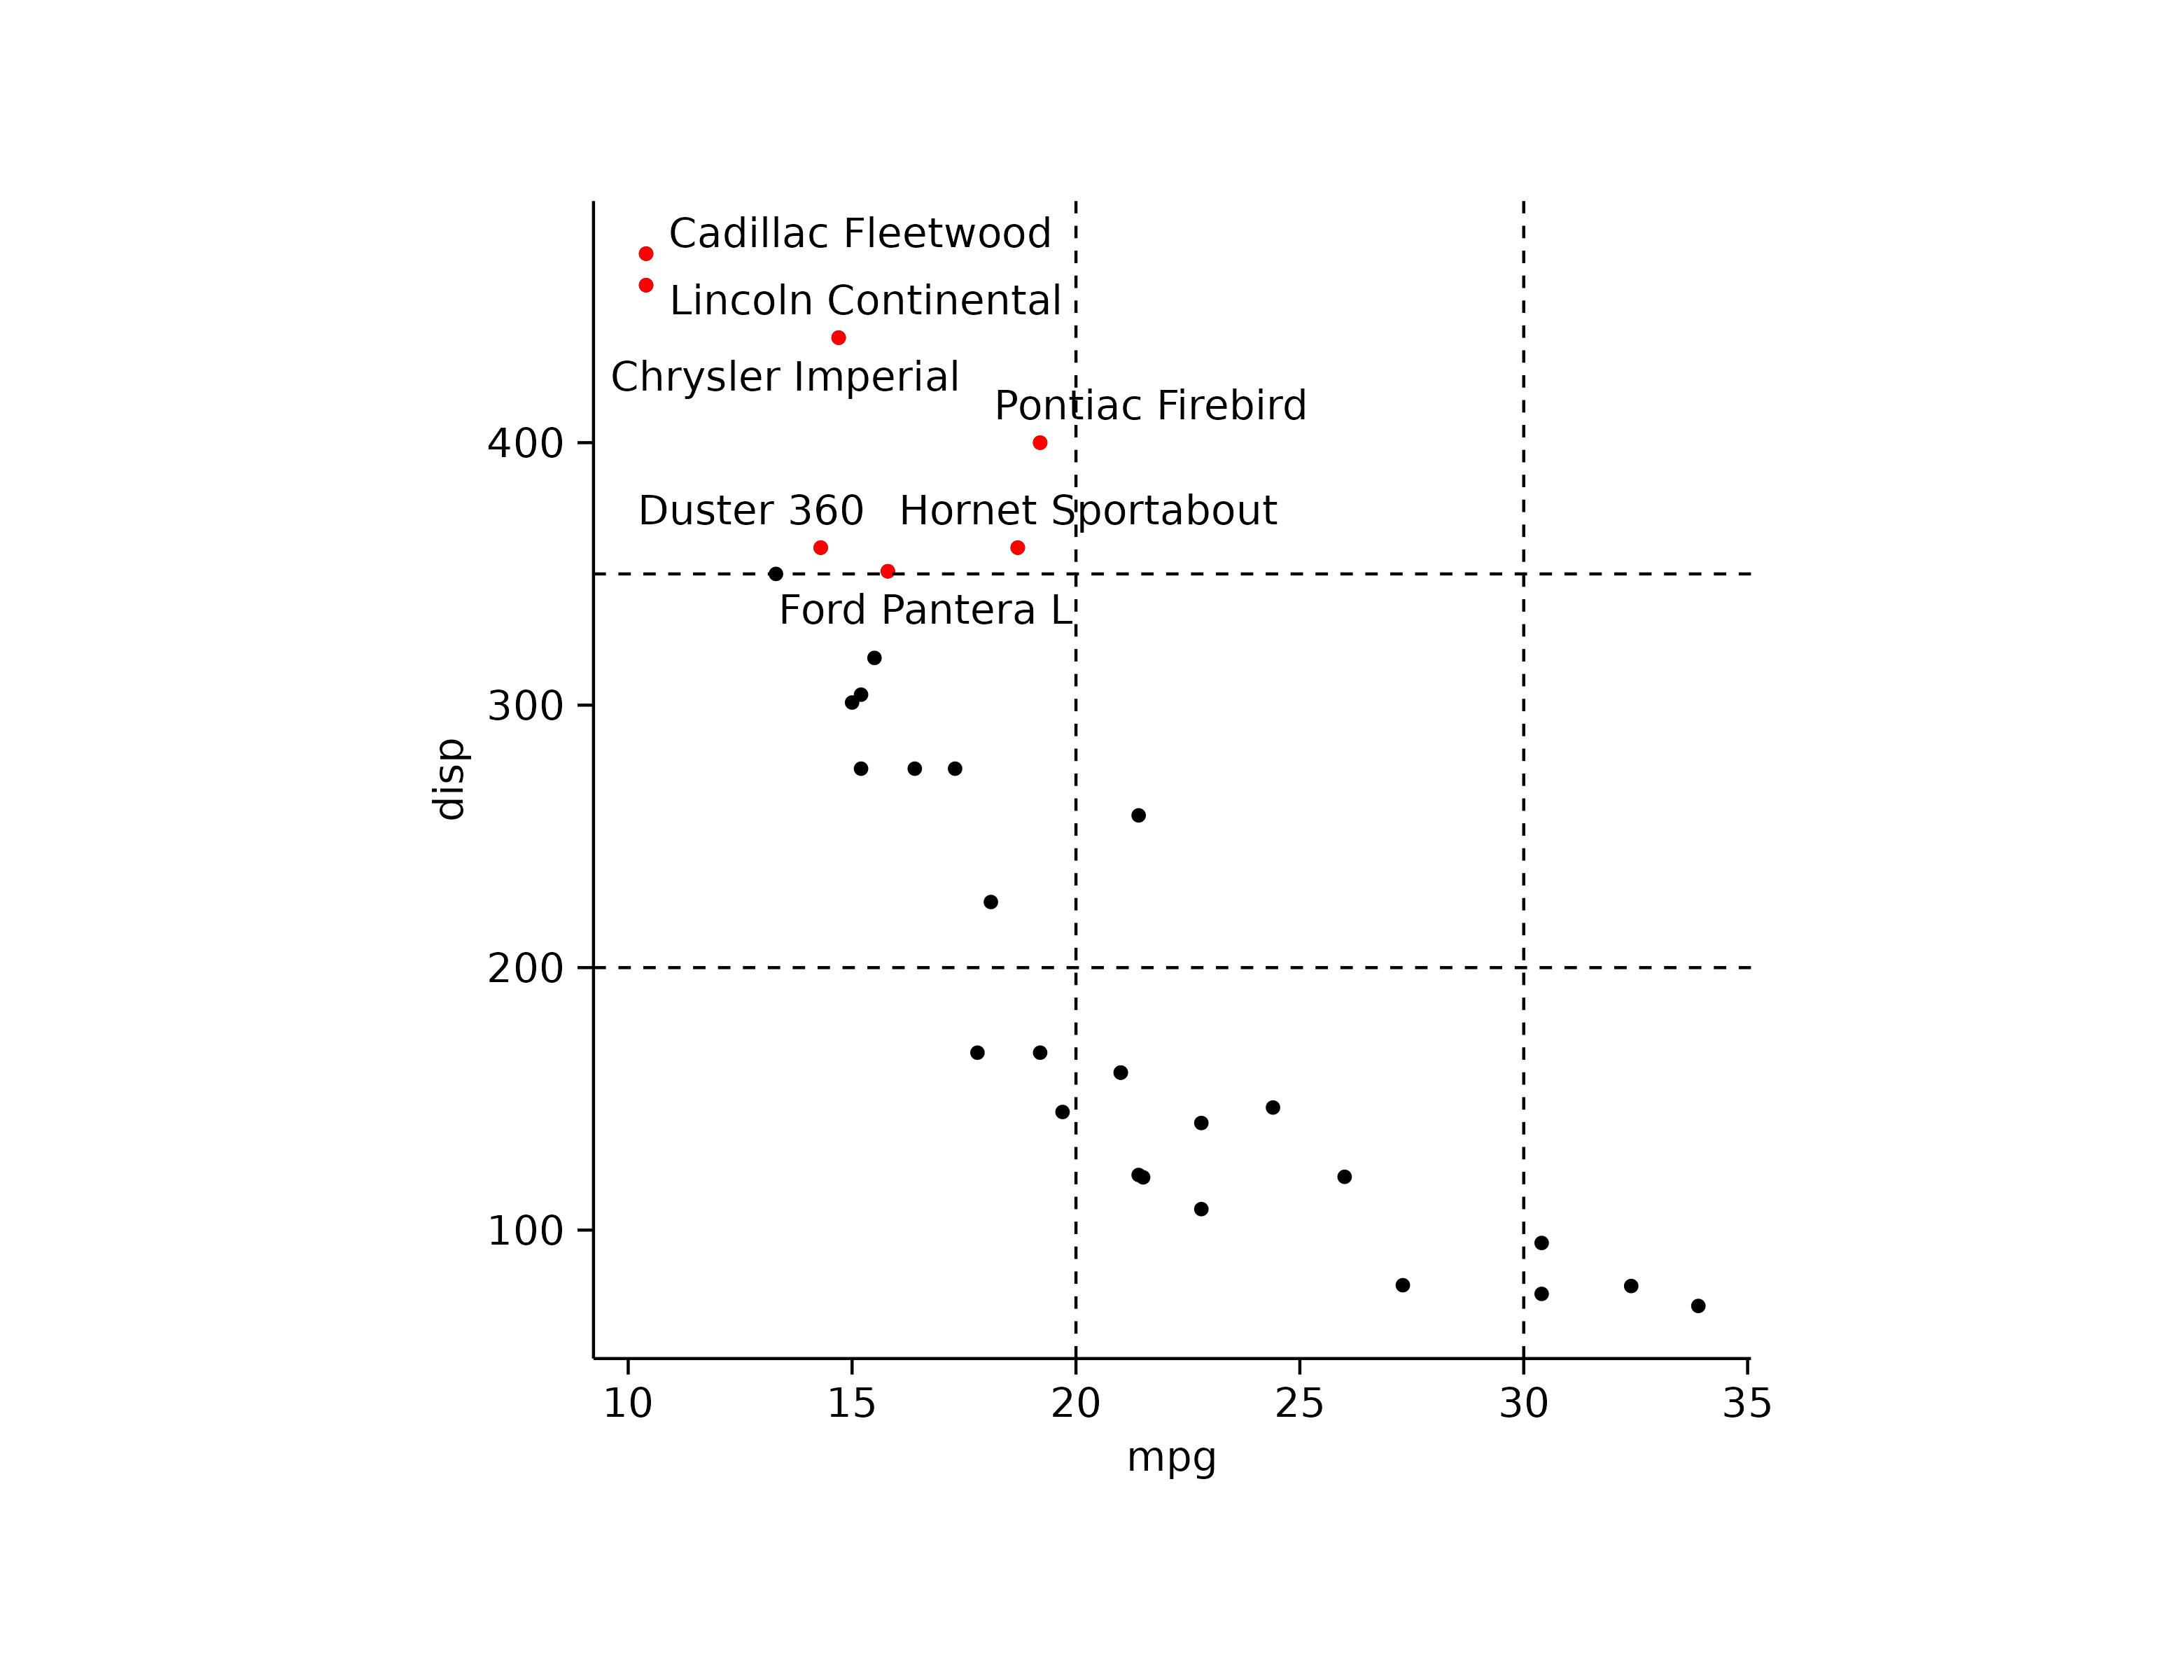 Cadillac Fleetwood
Lincoln Continental
Chrysler Imperial
Pontiac Firebird
400
Duster 360
Hornet Sportabout
Ford Pantera L
300
disp
200
100
10 15 20 25 30 35
mpg